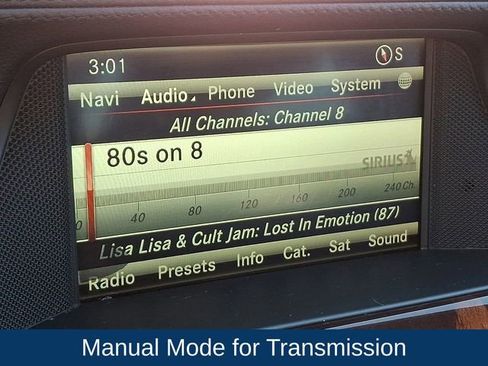 3:01 S
Navi Audio Phone Video System
All Channels: Channel 8
80s on 8
SIRIUS
0 40 80 120 160 200 240 Ch.
Lisa Lisa & Cult Jam: Lost In Emotion (87)
Radio Presets Info Cat. Sat Sound
Manual Mode for Transmission